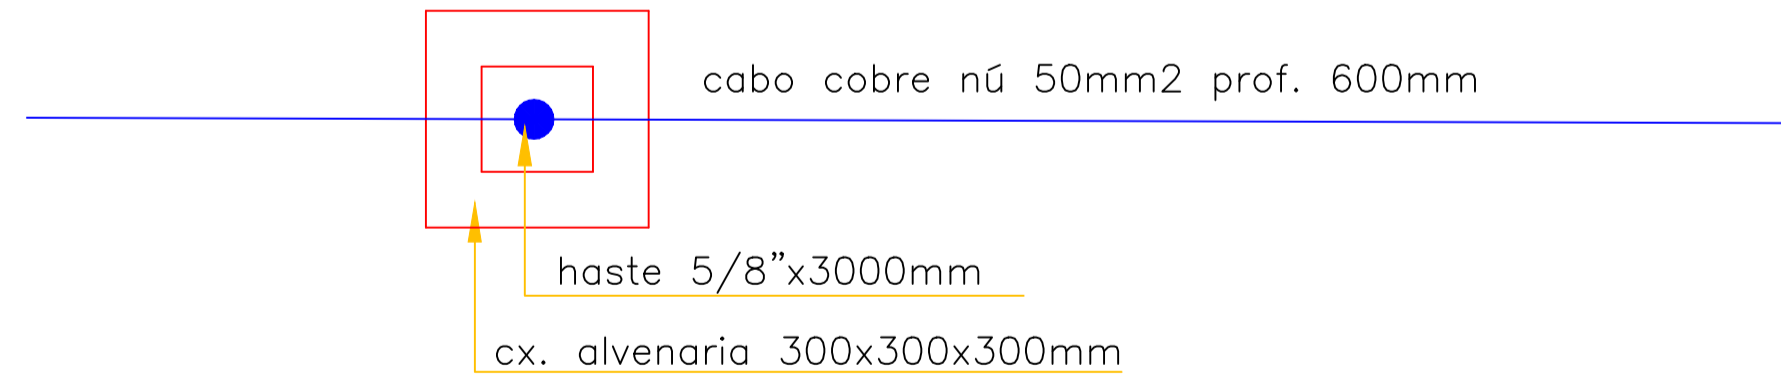 cabo cobre nú 50mm2 prof. 600mm
haste 5/8”x3000mm
cx. alvenaria 300x300x300mm